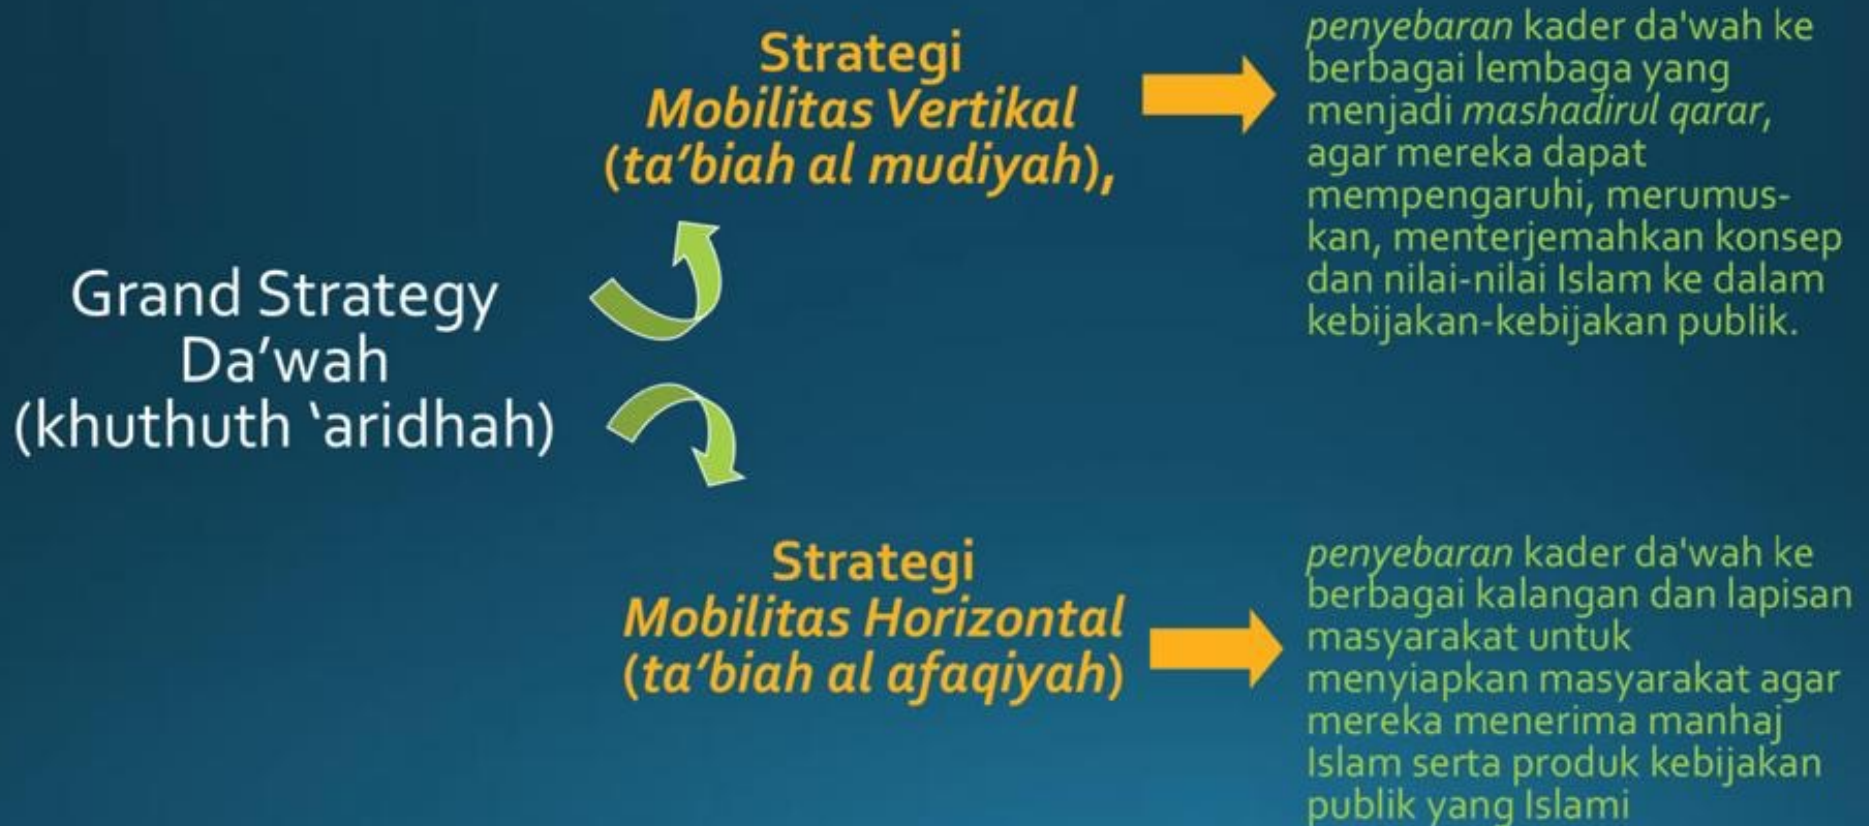 Grand Strategy
Da’wah
(khuthuth ‘aridhah)
Strategi
Mobilitas Vertikal
(ta’biah al mudiyah),
penyebaran kader da'wah ke
berbagai lembaga yang
menjadi mashadirul qarar,
agar mereka dapat
mempengaruhi, merumus-
kan, menterjemahkan konsep
dan nilai-nilai Islam ke dalam
kebijakan-kebijakan publik.
Strategi
Mobilitas Horizontal
(ta’biah al afaqiyah)
penyebaran kader da'wah ke
berbagai kalangan dan lapisan
masyarakat untuk
menyiapkan masyarakat agar
mereka menerima manhaj
Islam serta produk kebijakan
publik yang Islami